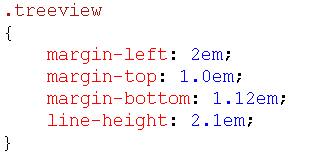 .treeview
{
    margin-left: 2em;
    margin-top: 1.0em;
    margin-bottom: 1.12em;
    line-height: 2.1em;
}